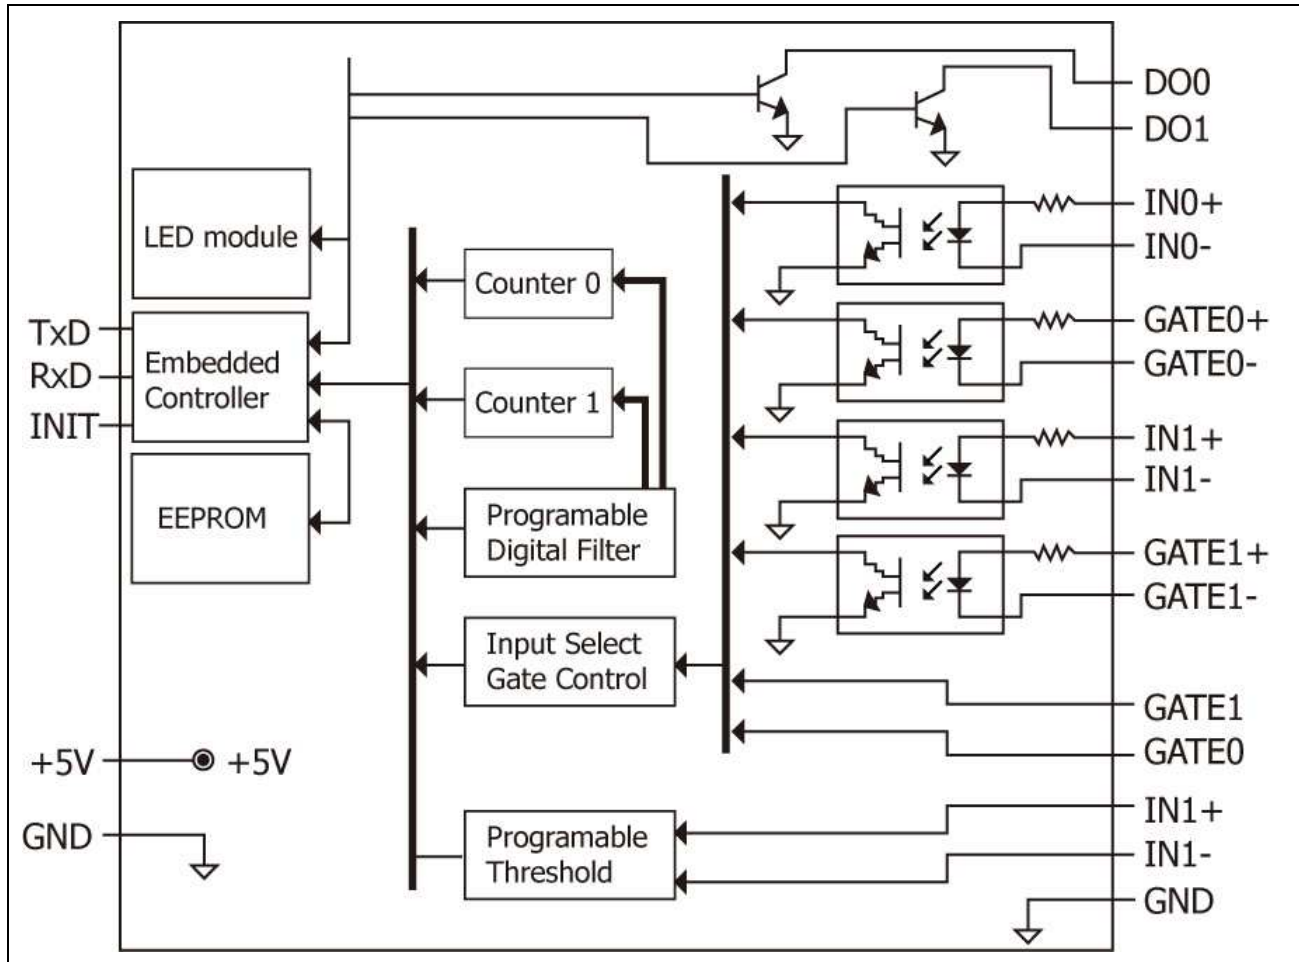 DO0
DO1
LED module
IN0+
IN0-
Counter 0
TxD
RxD
INIT
Embedded
Controller
GATE0+
GATE0-
Counter 1
IN1+
IN1-
EEPROM
Programable
Digital Filter
GATE1+
GATE1-
Input Select
Gate Control
GATE1
GATE0
+5V
+5V
GND
Programable
Threshold
IN1+
IN1-
GND